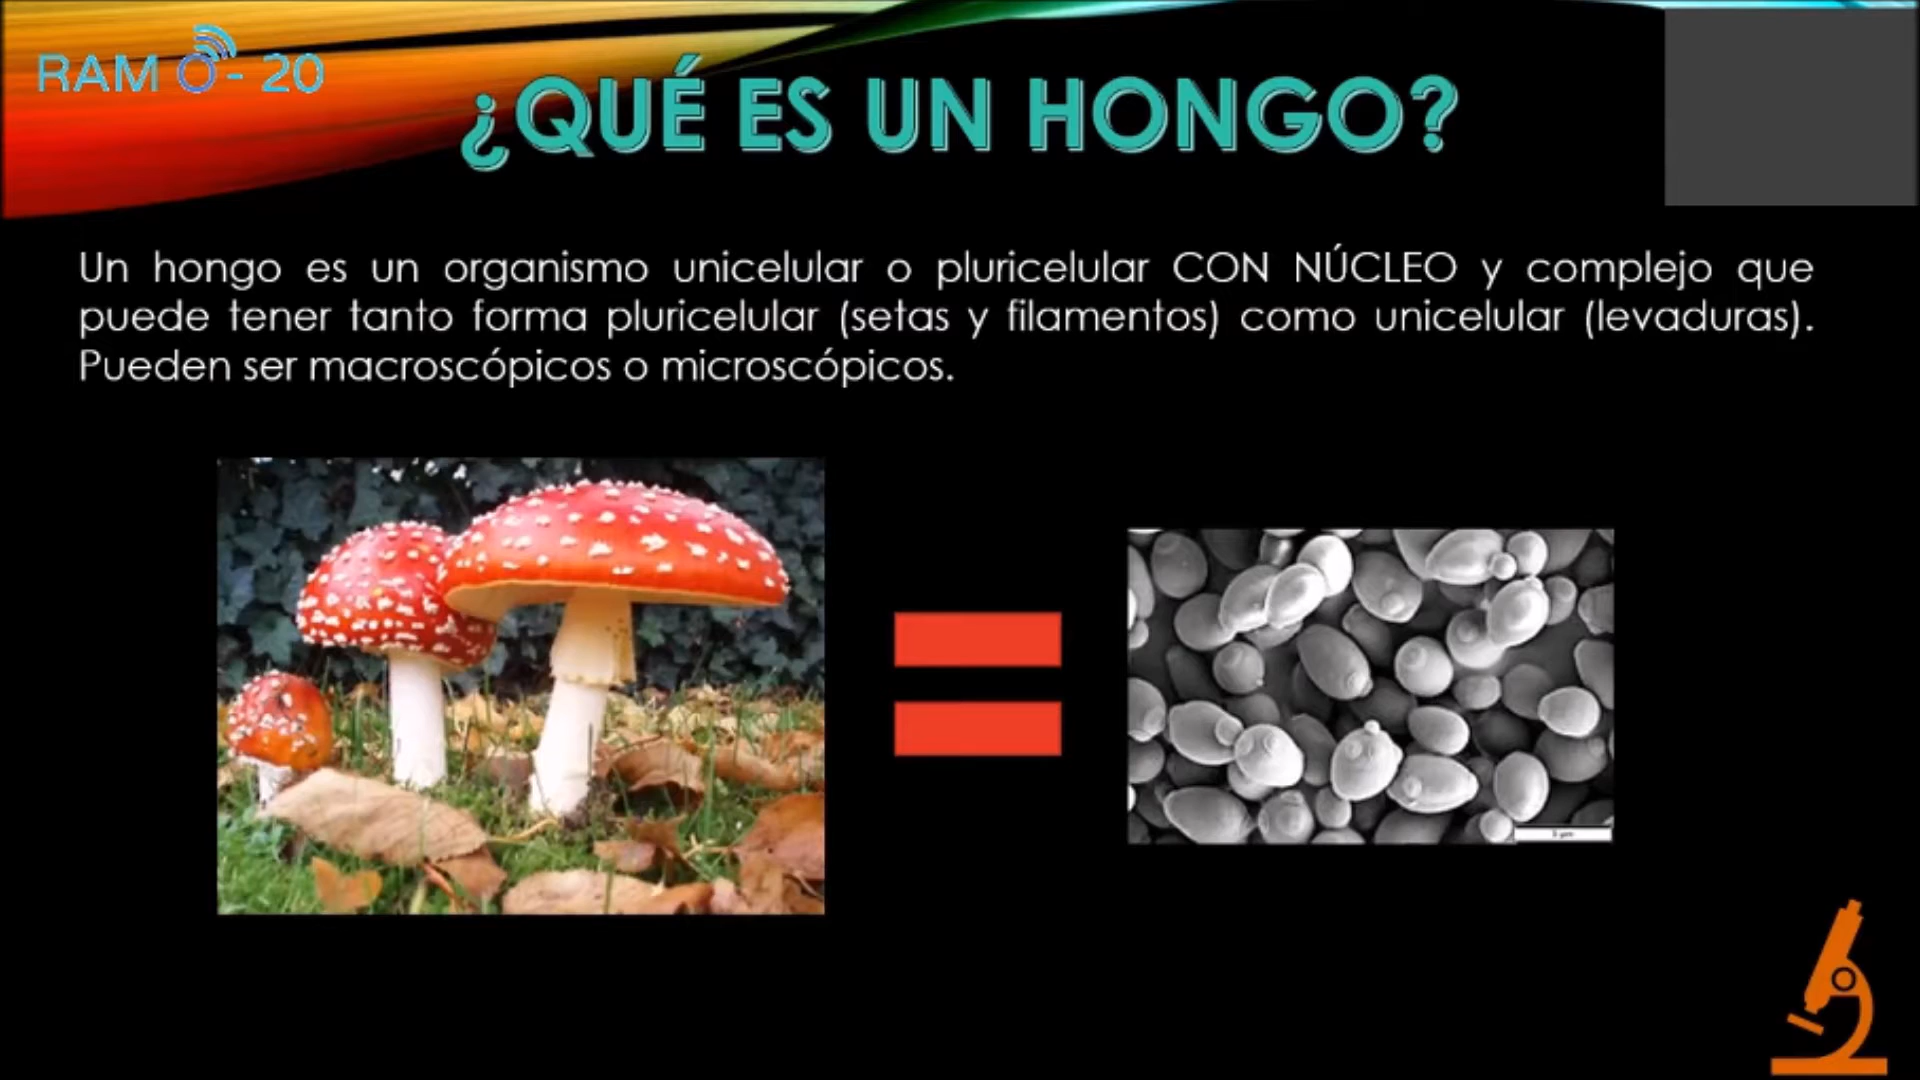 RAM O - 20
¿QUÉ ES UN HONGO?
Un hongo es un organismo unicelular o pluricelular CON NÚCLEO y complejo que
puede tener tanto forma pluricelular (setas y filamentos) como unicelular (levaduras).
Pueden ser macroscópicos o microscópicos.